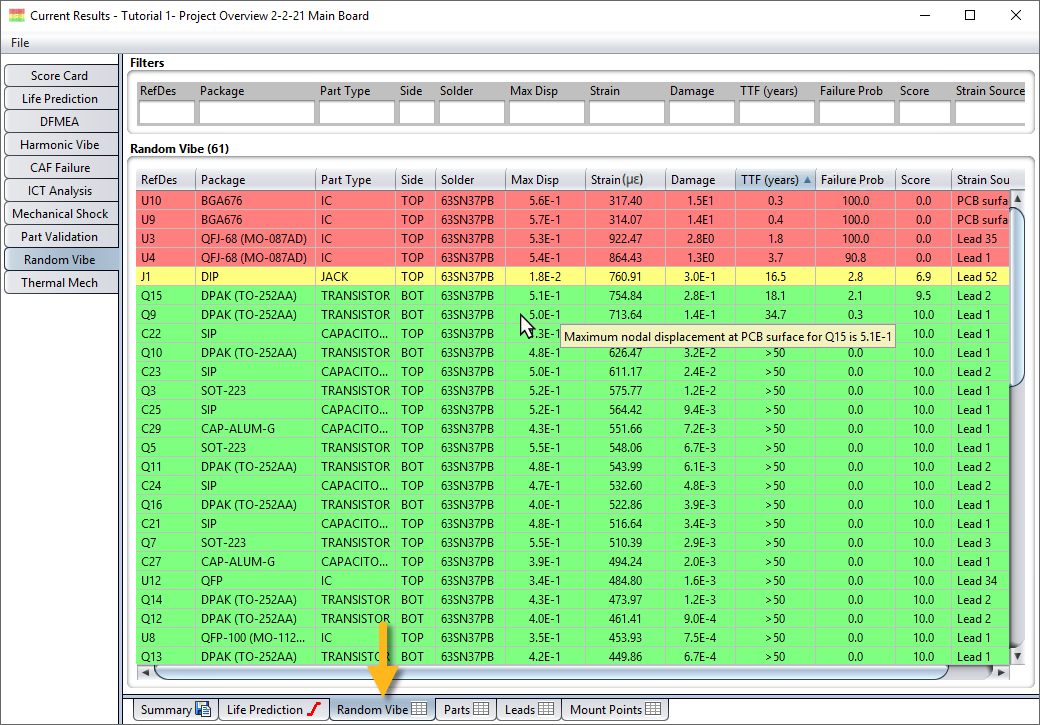 Current Results - Tutorial 1- Project Overview 2-2-21 Main Board
File
Score Card
Life Prediction
DFMEA
Harmonic Vibe
CAF Failure
ICT Analysis
Mechanical Shock
Part Validation
Random Vibe
Thermal Mech
Filters
RefDes Package Part Type Side Solder Max Disp Strain Damage TTF (years) Failure Prob Score Strain Source
Random Vibe (61)
RefDes Package Part Type Side Solder Max Disp Strain(με) Damage TTF (years) Failure Prob Score Strain Sou
U10 BGA676 IC TOP 63SN37PB 5.6E-1 317.40 1.5E1 0.3 100.0 0.0 PCB surfa
U9 BGA676 IC TOP 63SN37PB 5.7E-1 314.07 1.4E1 0.4 100.0 0.0 PCB surfa
U3 QFJ-68 (MO-087AD) IC TOP 63SN37PB 5.3E-1 922.47 2.8E0 1.8 100.0 0.0 Lead 35
U4 QFJ-68 (MO-087AD) IC TOP 63SN37PB 5.4E-1 864.43 1.3E0 3.7 90.8 0.0 Lead 1
J1 DIP JACK TOP 63SN37PB 1.8E-2 760.91 3.0E-1 16.5 2.8 6.9 Lead 52
Q15 DPAK (TO-252AA) TRANSISTOR BOT 63SN37PB 5.1E-1 754.84 2.8E-1 18.1 2.1 9.5 Lead 2
Q9 DPAK (TO-252AA) TRANSISTOR BOT 63SN37PB 5.0E-1 713.64 1.4E-1 34.7 0.3 10.0 Lead 1
C22 SIP CAPACITO... TOP 63SN37PB .3E-1 10.0 Lead 1
Maximum nodal displacement at PCB surface for Q15 is 5.1E-1
Q10 DPAK (TO-252AA) TRANSISTOR BOT 63SN37PB 4.8E-1 626.47 3.2E-2 >50 0.0 10.0 Lead 2
C23 SIP CAPACITO... TOP 63SN37PB 5.0E-1 611.17 2.4E-2 >50 0.0 10.0 Lead 2
Q3 SOT-223 TRANSISTOR TOP 63SN37PB 5.2E-1 575.77 1.2E-2 >50 0.0 10.0 Lead 1
C25 SIP CAPACITO... TOP 63SN37PB 5.2E-1 564.42 9.4E-3 >50 0.0 10.0 Lead 1
C29 CAP-ALUM-G CAPACITO... TOP 63SN37PB 4.3E-1 551.66 7.2E-3 >50 0.0 10.0 Lead 1
Q5 SOT-223 TRANSISTOR TOP 63SN37PB 5.5E-1 548.06 6.7E-3 >50 0.0 10.0 Lead 1
Q11 DPAK (TO-252AA) TRANSISTOR BOT 63SN37PB 4.8E-1 543.99 6.1E-3 >50 0.0 10.0 Lead 2
C24 SIP CAPACITO... TOP 63SN37PB 4.7E-1 532.60 4.8E-3 >50 0.0 10.0 Lead 2
Q16 DPAK (TO-252AA) TRANSISTOR BOT 63SN37PB 4.0E-1 522.86 3.9E-3 >50 0.0 10.0 Lead 1
C21 SIP CAPACITO... TOP 63SN37PB 4.8E-1 516.64 3.4E-3 >50 0.0 10.0 Lead 1
Q7 SOT-223 TRANSISTOR TOP 63SN37PB 5.5E-1 510.39 2.9E-3 >50 0.0 10.0 Lead 3
C27 CAP-ALUM-G CAPACITO... TOP 63SN37PB 3.9E-1 494.24 2.0E-3 >50 0.0 10.0 Lead 1
U12 QFP IC TOP 63SN37PB 3.4E-1 484.80 1.6E-3 >50 0.0 10.0 Lead 34
Q14 DPAK (TO-252AA) TRANSISTOR BOT 63SN37PB 4.3E-1 473.97 1.2E-3 >50 0.0 10.0 Lead 2
Q12 DPAK (TO-252AA) TRANSISTOR BOT 63SN37PB 4.0E-1 461.41 9.0E-4 >50 0.0 10.0 Lead 2
U8 QFP-100 (MO-112... IC TOP 63SN37PB 3.5E-1 453.93 7.5E-4 >50 0.0 10.0 Lead 1
Q13 DPAK (TO-252AA) TRANSISTOR BOT 63SN37PB 4.2E-1 449.86 6.7E-4 >50 0.0 10.0 Lead 1
Summary Life Prediction Random Vibe Parts Leads Mount Points